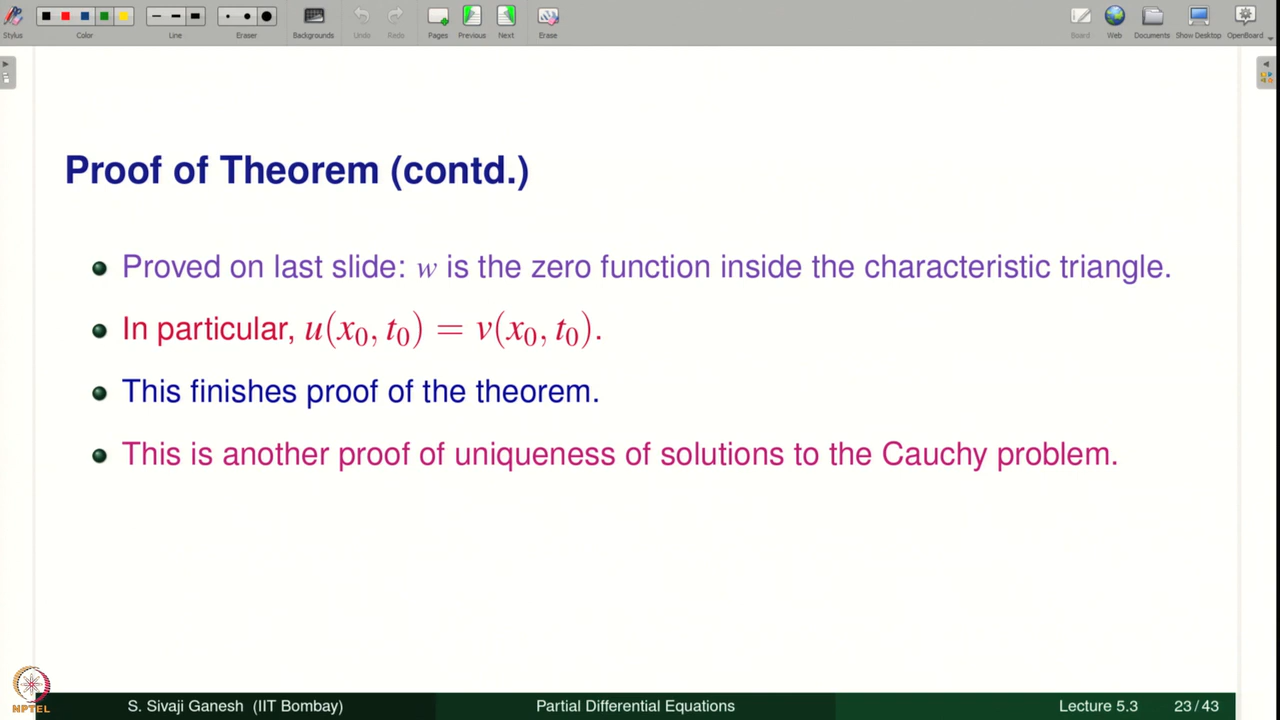 Stylus Color Line Eraser Backgrounds Undo Redo Pages Previous Next Erase Board Web Documents Show Desktop OpenBoard
Proof of Theorem (contd.)
Proved on last slide: w is the zero function inside the characteristic triangle.
In particular, u(x₀, t₀) = v(x₀, t₀).
This finishes proof of the theorem.
This is another proof of uniqueness of solutions to the Cauchy problem.
NPTEL
S. Sivaji Ganesh (IIT Bombay) Partial Differential Equations Lecture 5.3 23/43